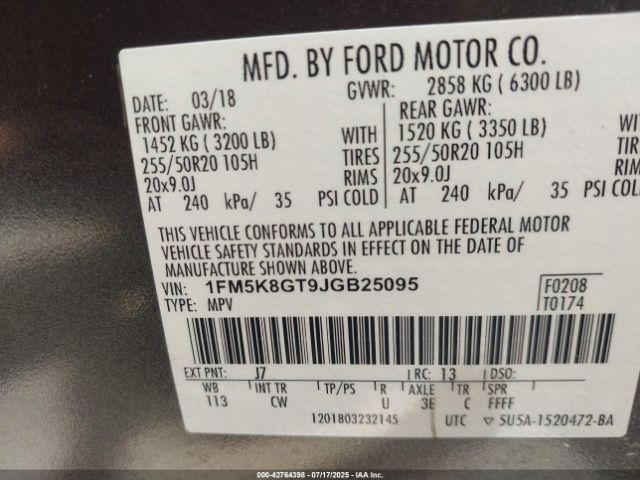 MFD. BY FORD MOTOR CO.
DATE: 03/18 GVWR: 2858 KG ( 6300 LB)
FRONT GAWR: REAR GAWR:
1452 KG ( 3200 LB) WITH 1520 KG ( 3350 LB) WITH
255/50R20 105H TIRES 255/50R20 105H TIRES
20x9.0J RIMS 20x9.0J RIMS
AT 240 kPa/ 35 PSI COLD AT 240 kPa/ 35 PSI COLD
THIS VEHICLE CONFORMS TO ALL APPLICABLE FEDERAL MOTOR
VEHICLE SAFETY STANDARDS IN EFFECT ON THE DATE OF
MANUFACTURE SHOWN ABOVE.
VIN: 1FM5K8GT9JGB25095 F0208
TYPE: MPV T0174
EXT PNT: J7 RC: 13 DSO:
WB INT TR TP/PS R AXLE TR SPR
113 CW U 3E C FFFF
1201803232145 UTC ▽ 5U5A-1520472-BA
000-42764398 - 07/17/2025 - IAA Inc.